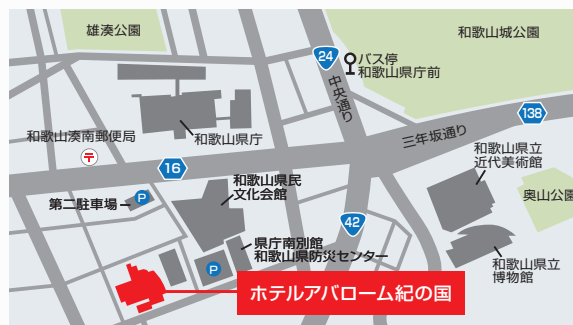 雄湊公園
和歌山城公園
24
バス停
和歌山県庁前
中央通り
138
三年坂通り
和歌山湊南郵便局
〒
和歌山県庁
和歌山県立
近代美術館
16
和歌山県民
文化会館
奥山公園
第二駐車場
P
42
県庁南別館
和歌山県防災センター
P
和歌山県立
博物館
ホテルアバローム紀の国